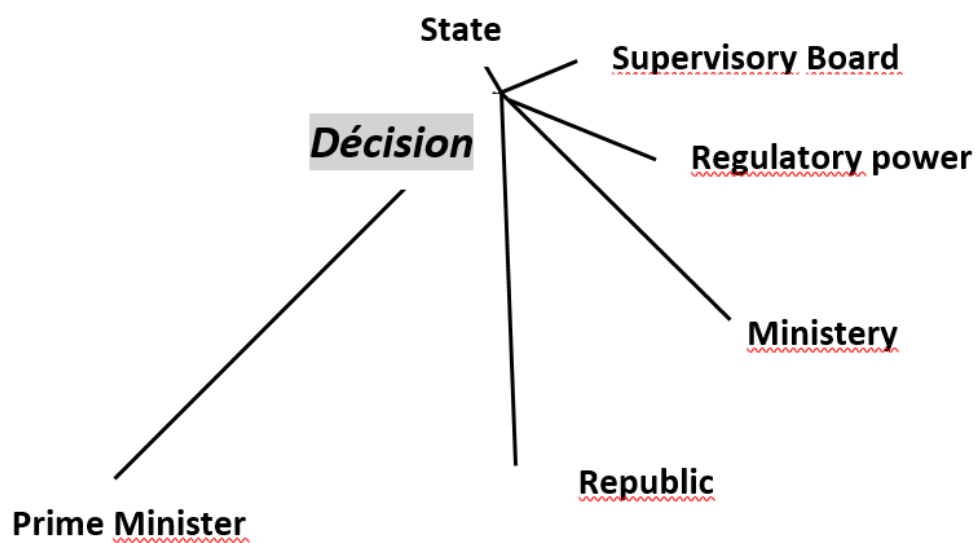 State
Supervisory Board
Décision
Regulatory power
Ministery
Republic
Prime Minister